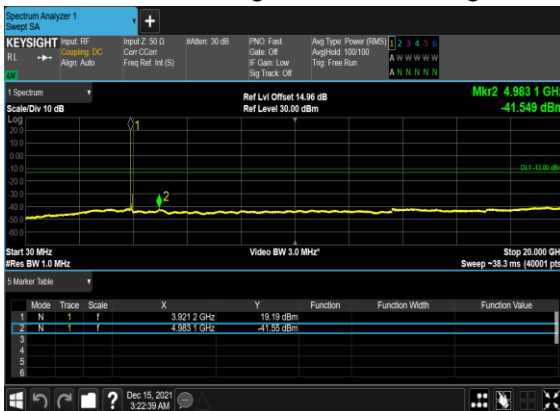 Spectrum Analyzer 1
Swept SA
KEYSIGHT Input: RF Input Z: 50 Ω #Atten: 30 dB PNO: Fast Avg Type: Power (RMS) 1 2 3 4 5 6
RL Coupling: DC Corr CCorr Gate: Off Avg|Hold: 100/100 A W W W W W
Align: Auto Freq Ref: Int (S) IF Gain: Low Trig: Free Run
Sig Track: Off A N N N N N
1 Spectrum Ref Lvl Offset 14.96 dB Mkr2 4.983 1 GHz
Scale/Div 10 dB Ref Level 30.00 dBm -41.549 dBm
Log
20.0
10.0
0.00
-10.0
DL1 -13.00 dBm
-20.0
-30.0
-40.0
-50.0
-60.0
1
2
Start 30 MHz Video BW 3.0 MHz* Stop 20.000 GHz
#Res BW 1.0 MHz Sweep ~38.3 ms (40001 pts)
5 Marker Table
Mode Trace Scale X Y Function Function Width Function Value
1 N 1 f 3.921 2 GHz 19.19 dBm
2 N 1 f 4.983 1 GHz -41.55 dBm
3
4
5
6
Dec 15, 2021
3:22:39 AM